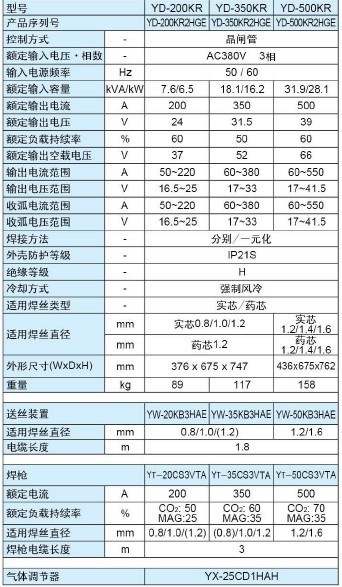 型号 YD-200KR YD-350KR YD-500KR
产品序列号 YD-200KR2HGE YD-350KR2HGE YD-500KR2HGE
控制方式 - 晶闸管
额定输入电压·相数 - AC380V 3相
输入电源频率 Hz 50 / 60
额定输入容量 kVA/kW 7.6/6.5 18.1/16.2 31.9/28.1
额定输出电流 A 200 350 500
额定输出电压 V 24 31.5 39
额定负载持续率 % 60 50 60
额定输出空载电压 V 37 52 66
输出电流范围 A 50~220 60~380 60~550
输出电压范围 V 16.5~25 17~33 17~41.5
收弧电流范围 A 50~220 60~380 60~550
收弧电压范围 V 16.5~25 17~33 17~41.5
焊接方法 - 分别/一元化
外壳防护等级 - IP21S
绝缘等级 - H
冷却方式 - 强制风冷
适用焊丝类型 - 实芯/药芯
适用焊丝直径 mm 实芯0.8/1.0/1.2 实芯 1.2/1.4/1.6
mm 药芯1.2 药芯 1.2/1.4/1.6
外形尺寸(WxDxH) mm 376 x 675 x 747 436x675x762
重量 kg 89 117 158
送丝装置 YW-20KB3HAE YW-35KB3HAE YW-50KB3HAE
适用焊丝直径 mm 0.8/1.0/(1.2) 1.2/1.6
电缆长度 m 1.8
焊枪 YT-20CS3VTA YT-35CS3VTA YT-50CS3VTA
额定电流 A 200 350 500
额定负载持续率 % CO2: 50 MAG:25 CO2: 60 MAG:35 CO2: 70 MAG:35
适用焊丝直径 mm 0.8/1.0/(1.2) (0.8)/1.0/1.2 1.2/1.6
焊枪电缆长度 m 3
气体调节器 YX-25CD1HAH